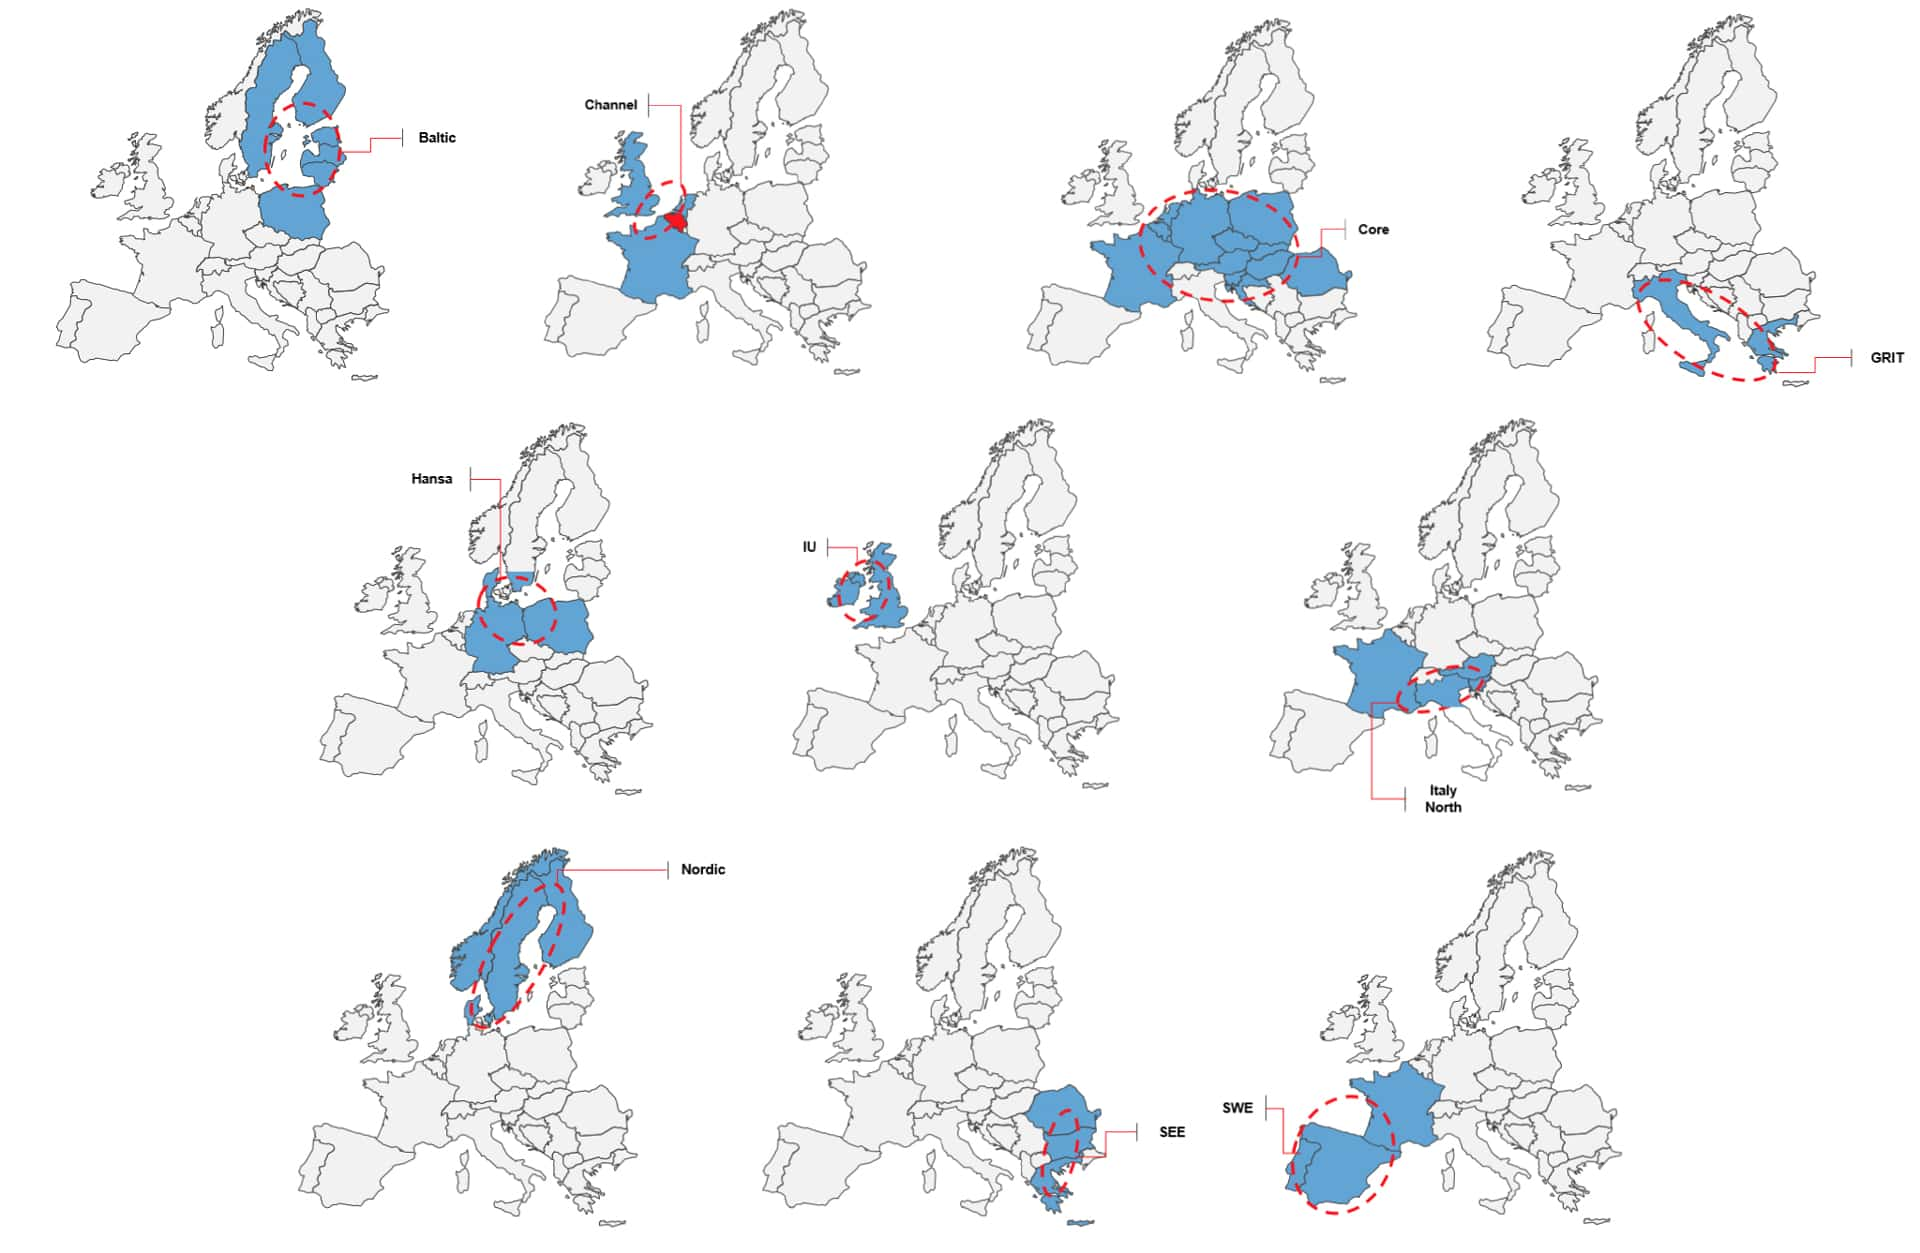 Baltic
Channel
Core
GRIT
Hansa
IU
Italy
North
Nordic
SEE
SWE